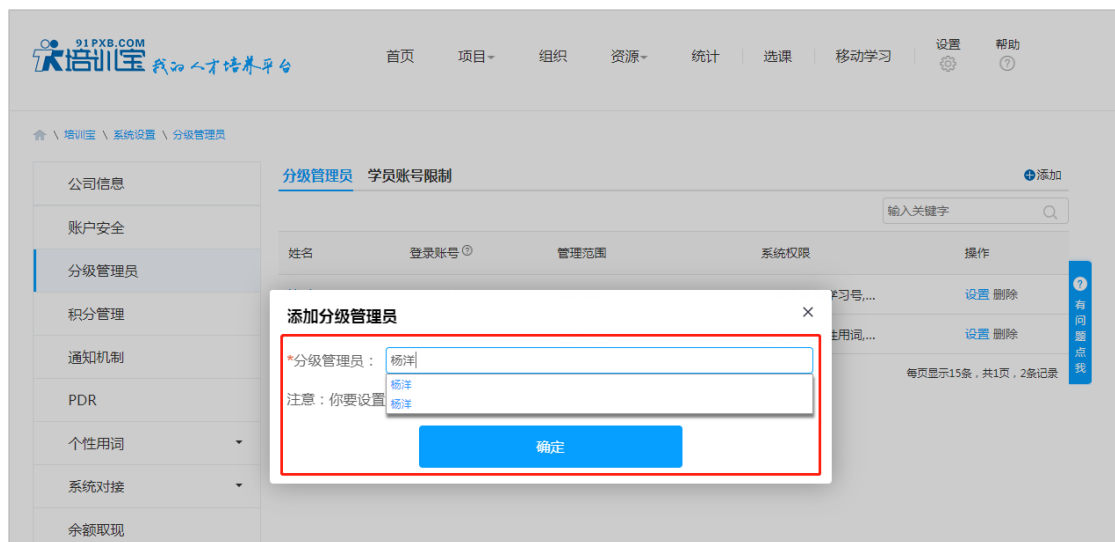 91PXB.COM
培训宝 我的人才培养平台
首页 项目 组织 资源 统计 选课 移动学习 设置 帮助
\ 培训宝 \ 系统设置 \ 分级管理员
公司信息
账户安全
分级管理员
积分管理
通知机制
PDR
个性用词
系统对接
余额取现
分级管理员 学员账号限制
添加
输入关键字
姓名 登录账号 管理范围 系统权限 操作
学习号,... 设置 删除
性用词,... 设置 删除
每页显示15条，共1页，2条记录
添加分级管理员 ×
*分级管理员： 杨洋
杨洋
杨洋
注意：你要设置
确定
有问题点我